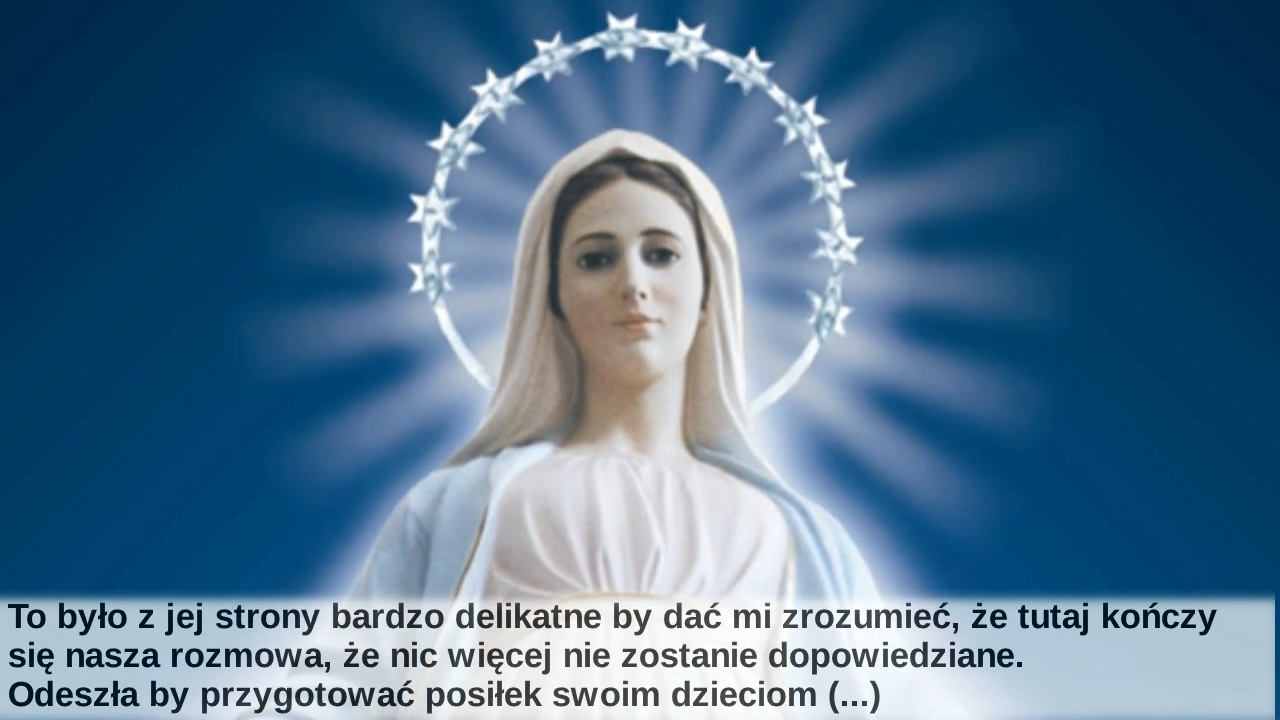 To było z jej strony bardzo delikatne by dać mi zrozumieć, że tutaj kończy
się nasza rozmowa, że nic więcej nie zostanie dopowiedziane.
Odeszła by przygotować posiłek swoim dzieciom (...)